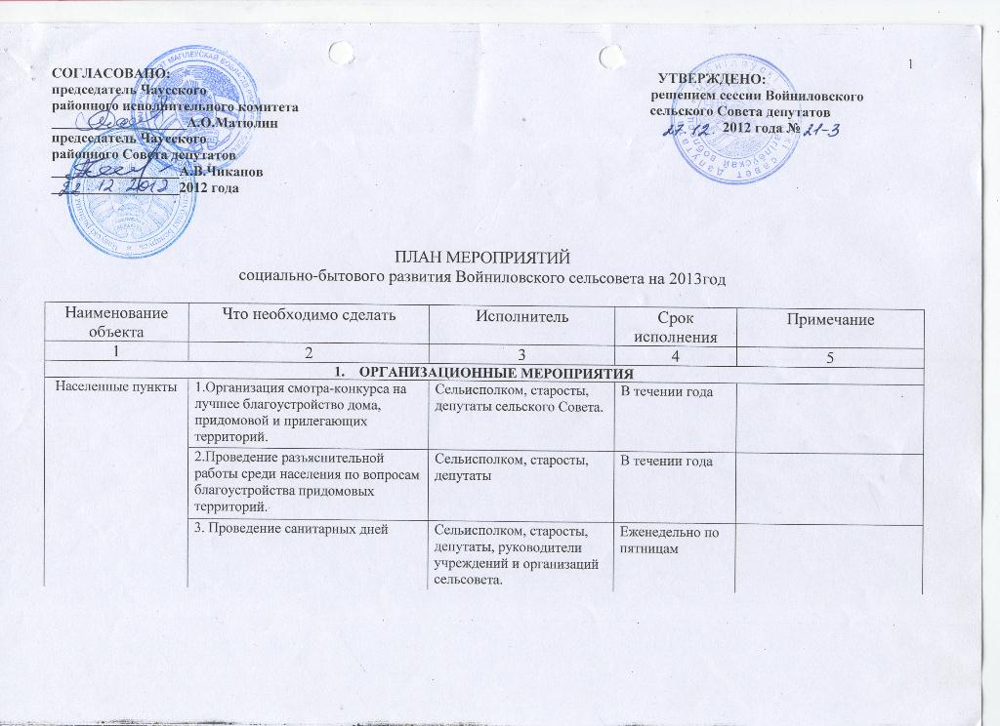 1
СОГЛАСОВАНО:
председатель Чаусского
районного исполнительного комитета
А.О.Матюлин
председатель Чаусского
районного Совета депутатов
А.В.Чиканов
22 12 2012 2012 года
УТВЕРЖДЕНО:
решением сессии Войниловского
сельского Совета депутатов
27.12. 2012 года № 21-3
ПЛАН МЕРОПРИЯТИЙ
социально-бытового развития Войниловского сельсовета на 2013год
Наименование объекта
Что необходимо сделать
Исполнитель
Срок исполнения
Примечание
1 2 3 4 5
1. ОРГАНИЗАЦИОННЫЕ МЕРОПРИЯТИЯ
Населенные пункты
1.Организация смотра-конкурса на
лучшее благоустройство дома,
придомовой и прилегающих
территорий.
Сельисполком, старосты,
депутаты сельского Совета.
В течении года
2.Проведение разъяснительной
работы среди населения по вопросам
благоустройства придомовых
территорий.
Сельисполком, старосты,
депутаты
В течении года
3. Проведение санитарных дней
Сельисполком, старосты,
депутаты, руководители
учреждений и организаций
сельсовета.
Еженедельно по
пятницам